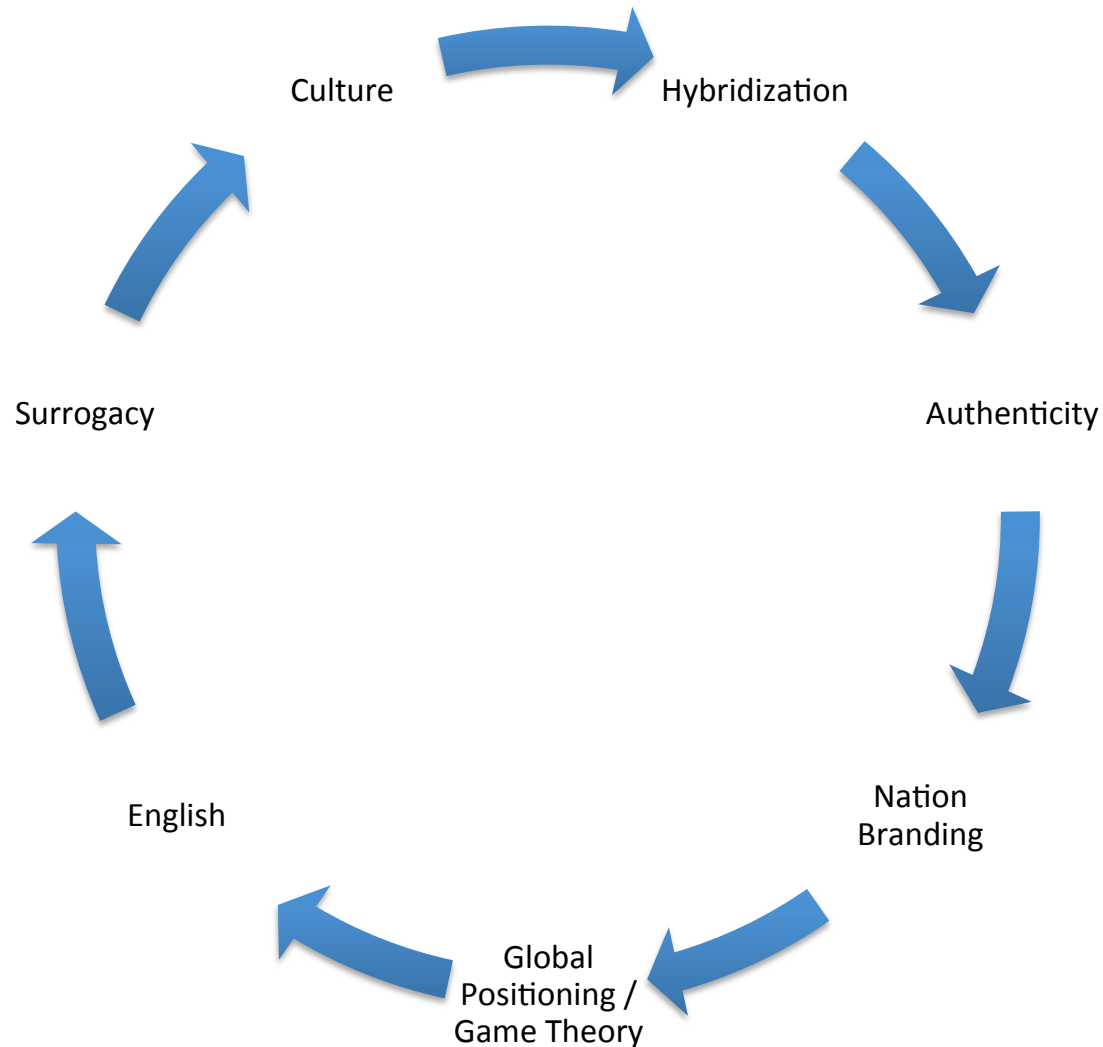 Culture
Hybridization
Authenticity
Nation
Branding
Global
Positioning /
Game Theory
English
Surrogacy